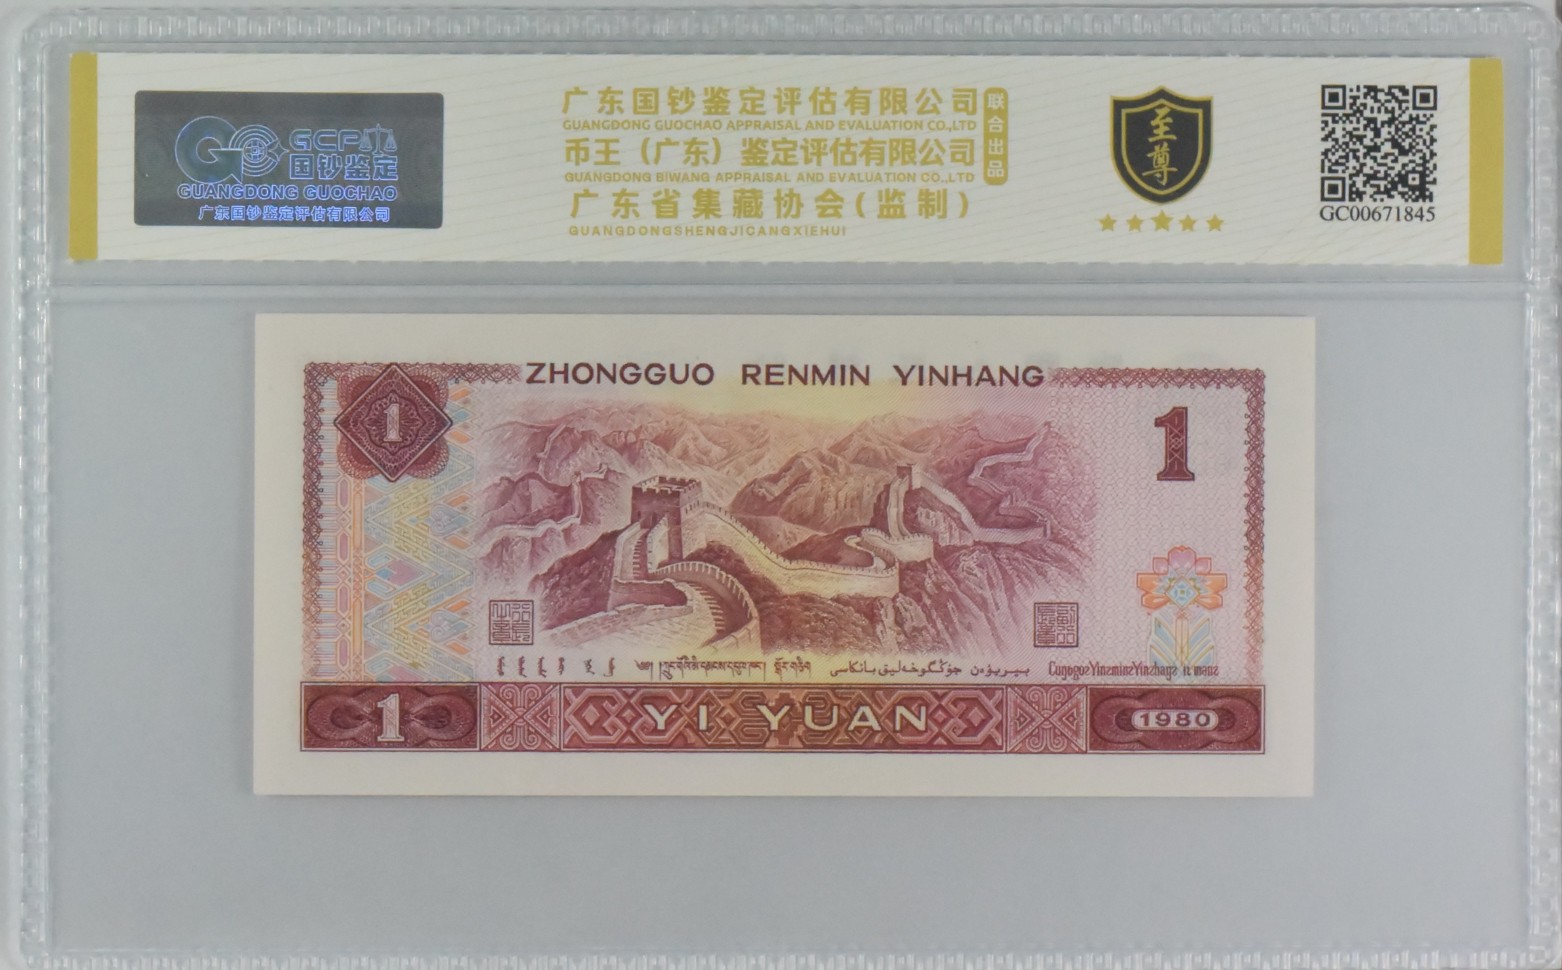 GCP
国钞鉴定
GUANGDONG GUOCHAO
广东国钞鉴定评估有限公司
广东国钞鉴定评估有限公司
GUANGDONG GUOCHAO APPRAISAL AND EVALUATION CO.,LTD
币王（广东）鉴定评估有限公司
GUANGDONG BIWANG APPRAISAL AND EVALUATION CO.,LTD
广东省集藏协会(监制)
GUANGDONGSHENGJICANGXIEHUI
联合出品
至尊
GC00671845
ZHONGGUO RENMIN YINHANG
1
1
1
YI YUAN
1980